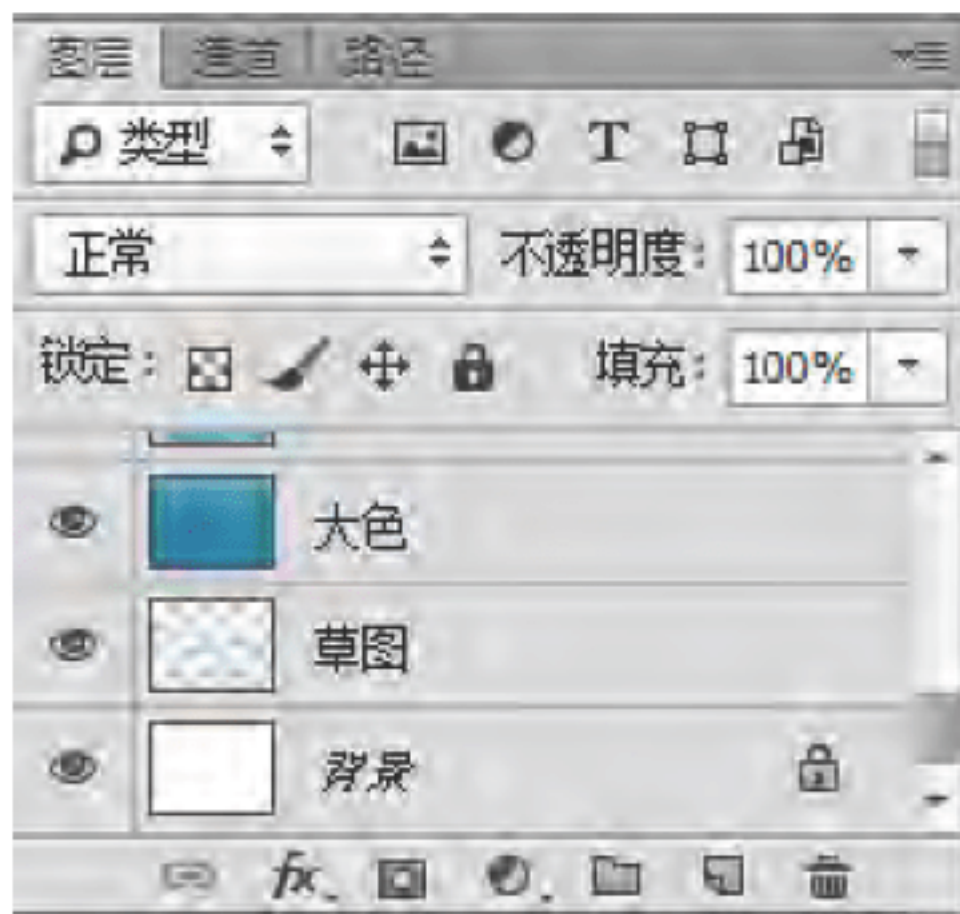 图层 通道 路径
类型 T
正常 不透明度: 100%
锁定: 填充: 100%
大色
草图
背景
fx.